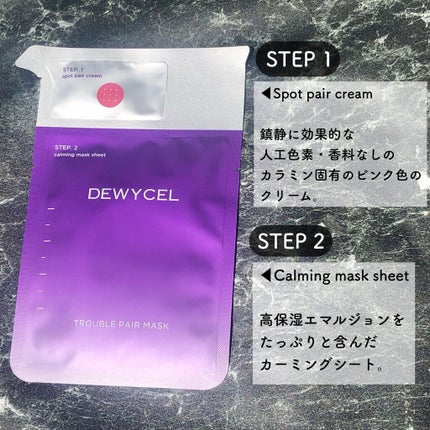 STEP. 1
spot pair cream
STEP. 2
calming mask sheet
DEWYCEL
TROUBLE PAIR MASK
STEP 1
◀Spot pair cream
鎮静に効果的な
人工色素・香料なしの
カラミン固有のピンク色の
クリーム。
STEP 2
◀Calming mask sheet
高保湿エマルジョンを
たっぷりと含んだ
カーミングシート。